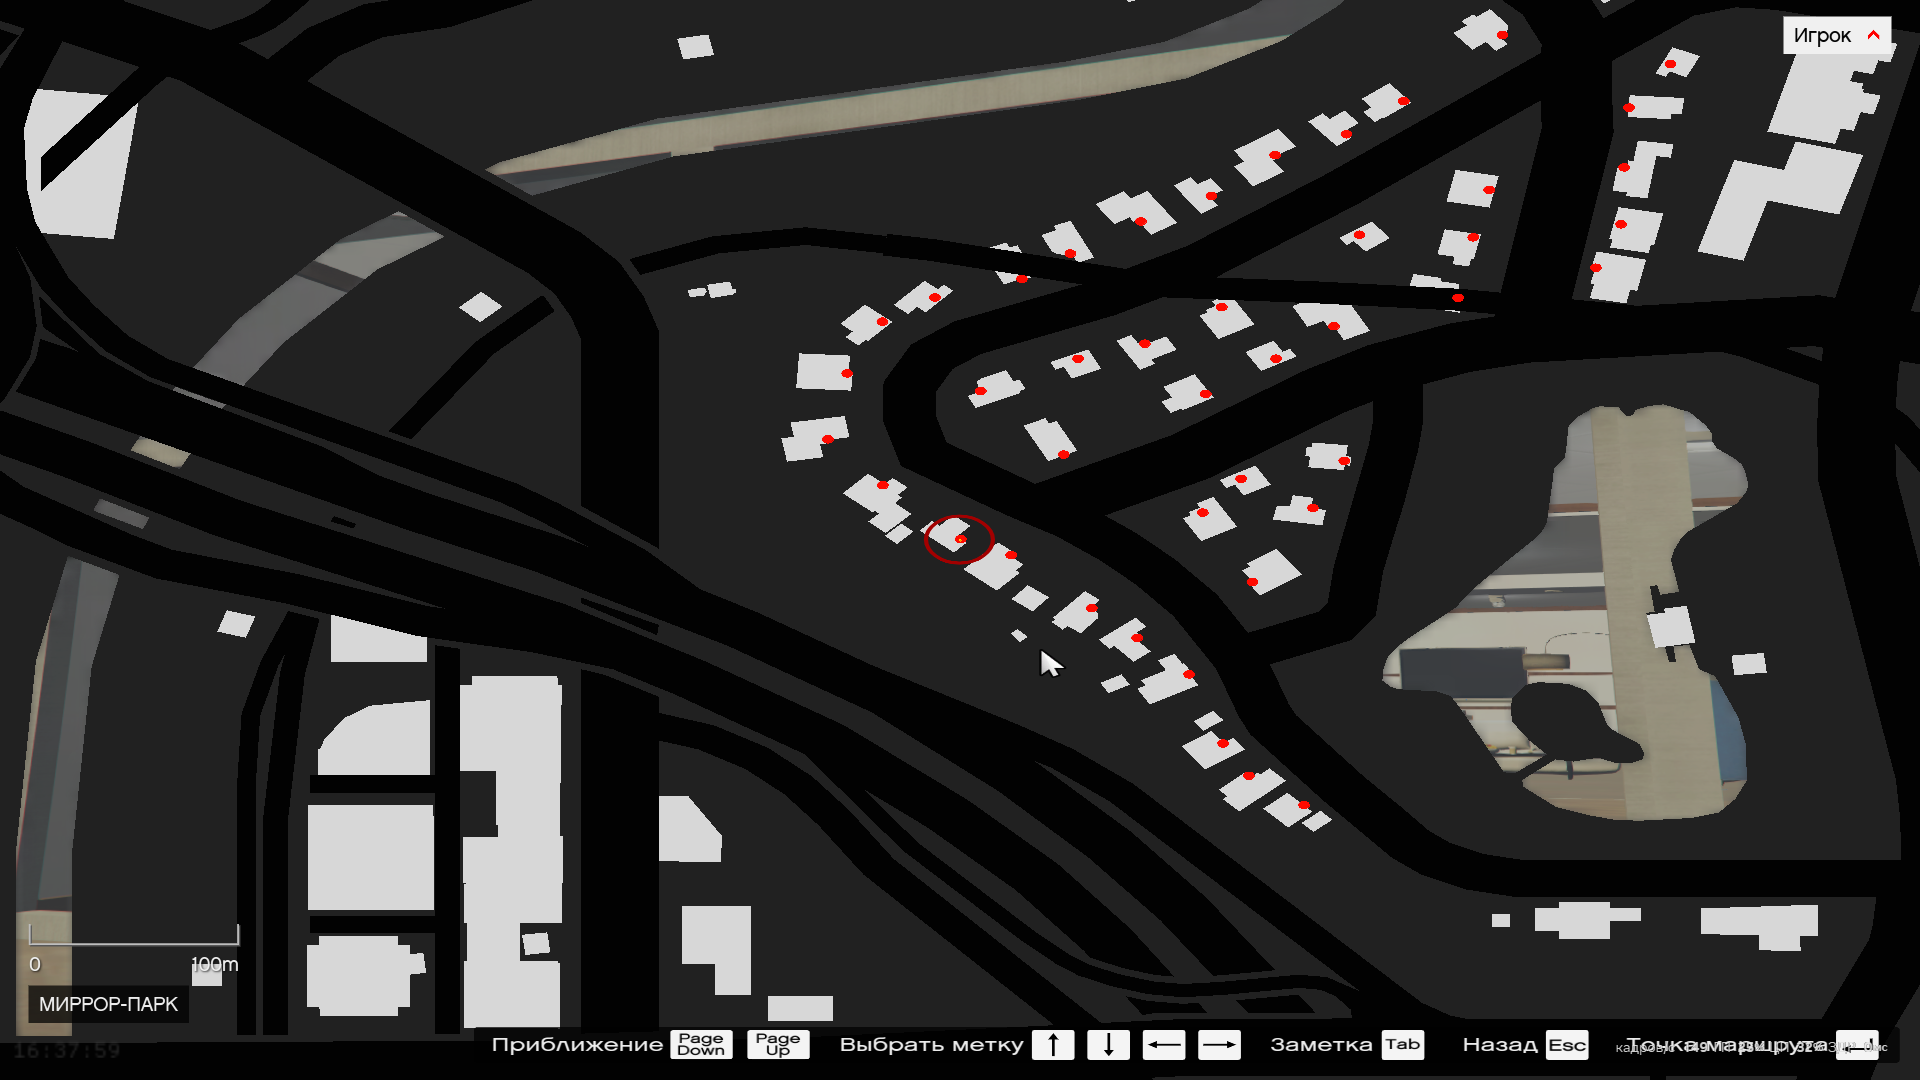 Игрок
0 100m
МИРРОР-ПАРК
16:37:59
Приближение Page Down Page Up Выбрать метку ↑ ↓ ← → Заметка Tab Назад Esc Точка маршрута
кадров/с